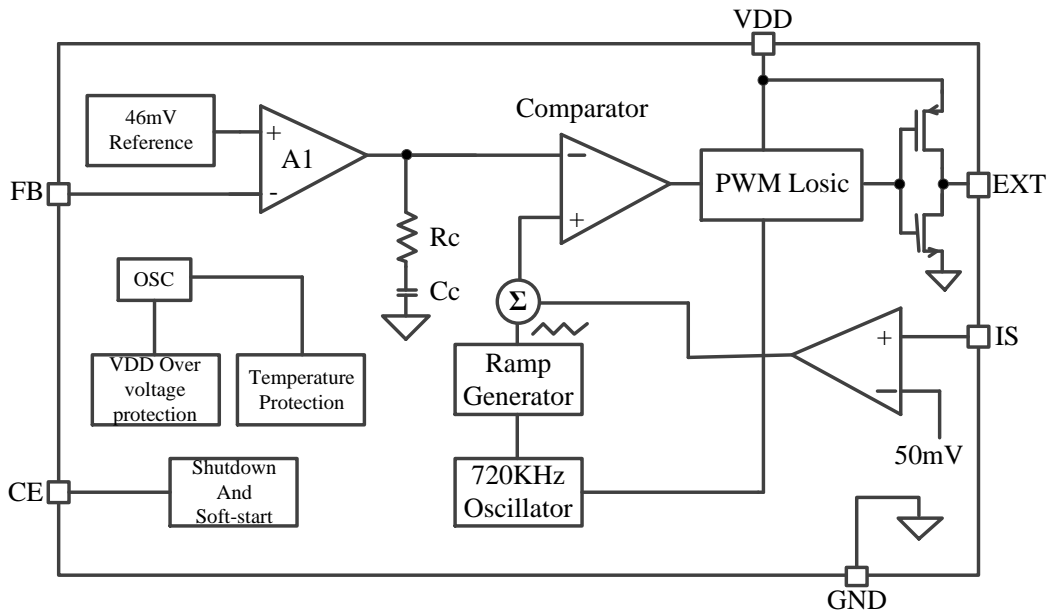 VDD
46mV
Reference
+
A1
-
FB
Comparator
−
+
PWM Losic
EXT
Rc
Cc
OSC
Σ
VDD Over
voltage
protection
Temperature
Protection
Ramp
Generator
+
−
IS
50mV
CE
Shutdown
And
Soft-start
720KHz
Oscillator
GND